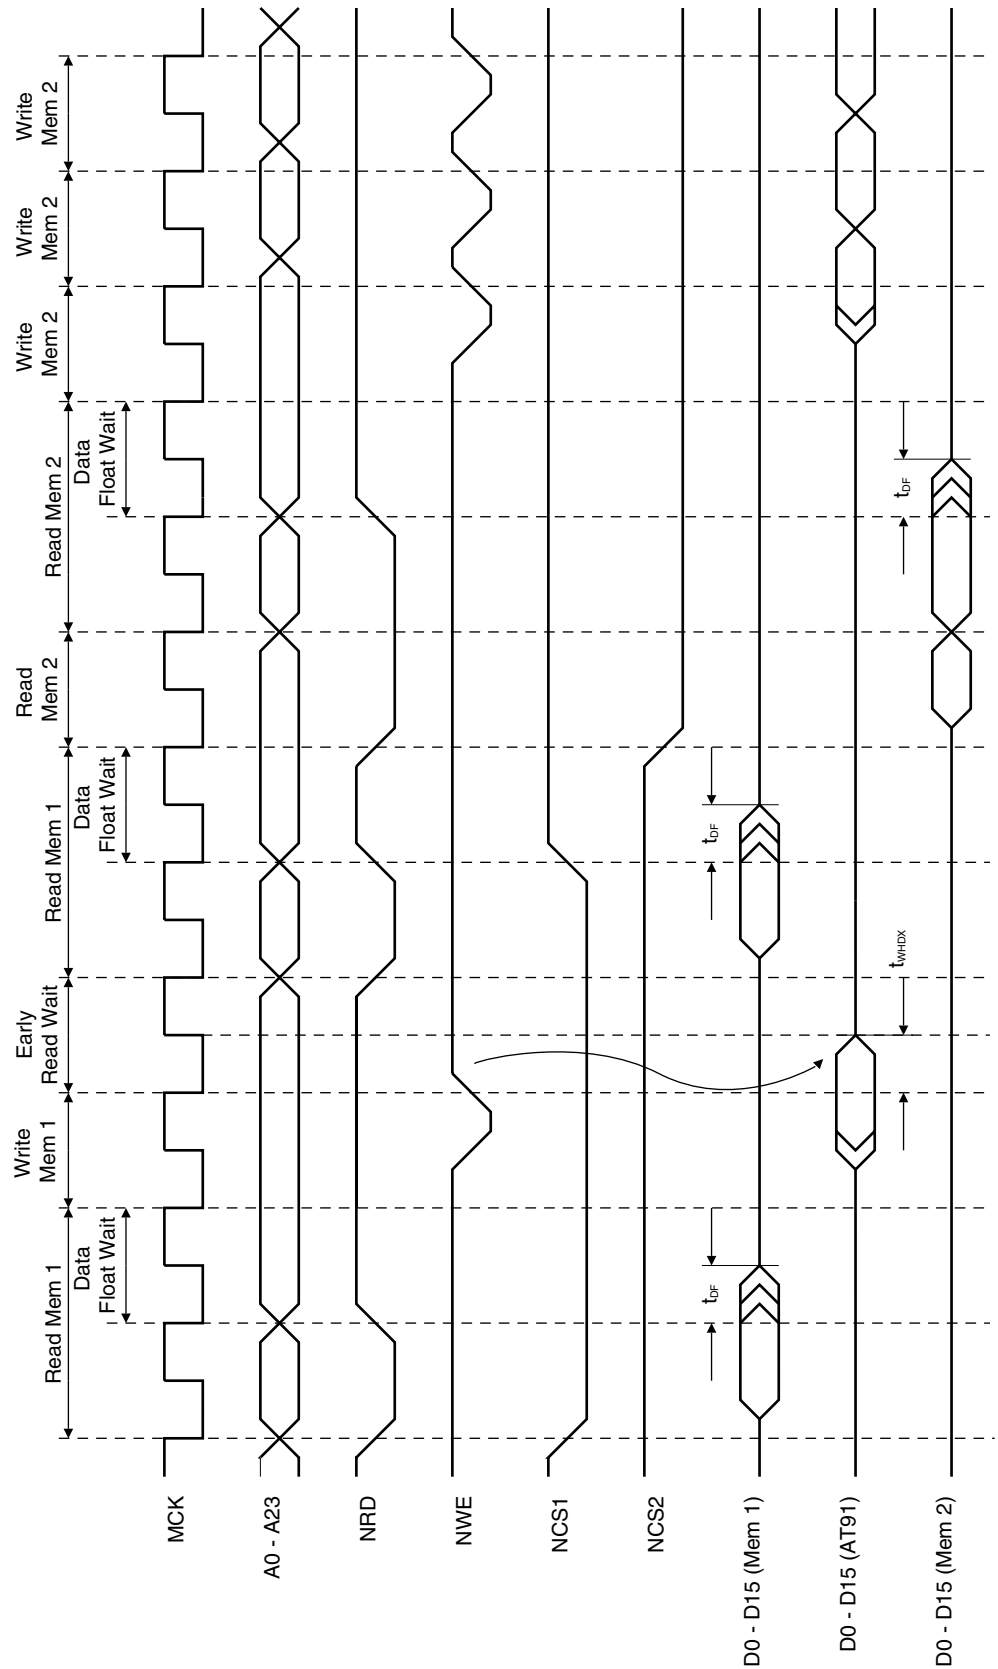 Read Mem 1
Write
Mem 1
Early
Read Wait
Read Mem 1
Read
Mem 2
Read Mem 2
Write
Mem 2
Write
Mem 2
Write
Mem 2
Data
Float Wait
Data
Float Wait
Data
Float Wait
MCK
A0 - A23
NRD
NWE
NCS1
NCS2
D0 - D15 (Mem 1)
tDF
tDF
D0 - D15 (AT91)
tWHDX
D0 - D15 (Mem 2)
tDF